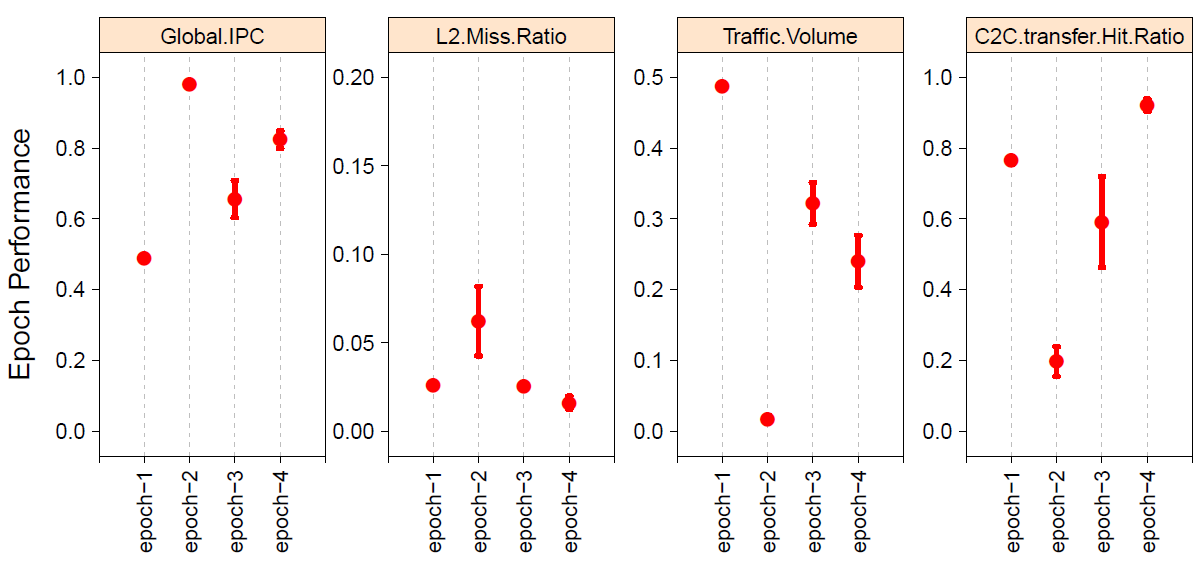 Global.IPC
L2.Miss.Ratio
Traffic.Volume
C2C.transfer.Hit.Ratio
Epoch Performance
1.0
0.8
0.6
0.4
0.2
0.0
0.20
0.15
0.10
0.05
0.00
0.5
0.4
0.3
0.2
0.1
0.0
1.0
0.8
0.6
0.4
0.2
0.0
epoch−1
epoch−2
epoch−3
epoch−4
epoch−1
epoch−2
epoch−3
epoch−4
epoch−1
epoch−2
epoch−3
epoch−4
epoch−1
epoch−2
epoch−3
epoch−4